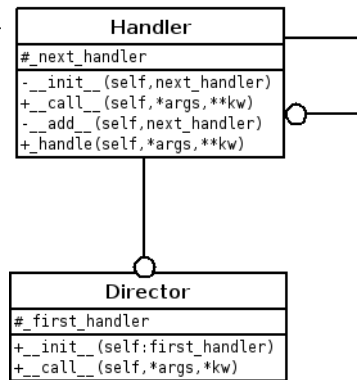 Handler
#_next_handler
-__init__(self,next_handler)
+__call__(self,*args,**kw)
-__add__(self,next_handler)
+_handle(self,*args,**kw)
Director
#_first_handler
+__init__(self:first_handler)
+__call__(self,*args,*kw)